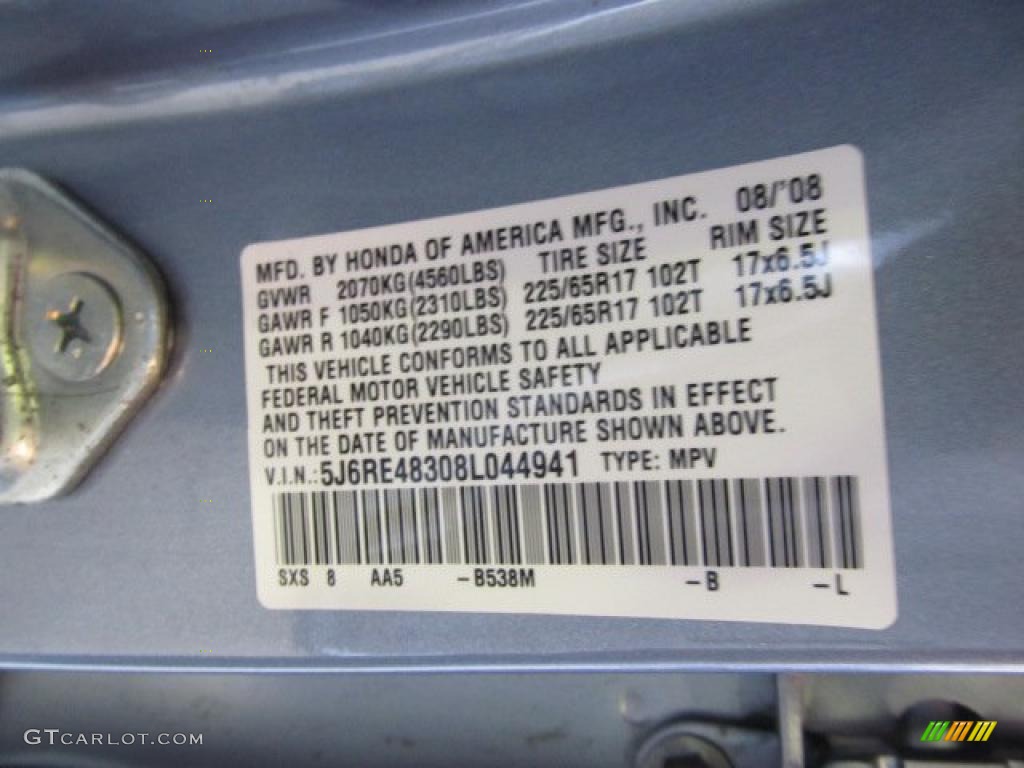 MFD. BY HONDA OF AMERICA MFG., INC. 08/'08
GVWR 2070KG(4560LBS) TIRE SIZE RIM SIZE
GAWR F 1050KG(2310LBS) 225/65R17 102T 17x6.5J
GAWR R 1040KG(2290LBS) 225/65R17 102T 17x6.5J
THIS VEHICLE CONFORMS TO ALL APPLICABLE
FEDERAL MOTOR VEHICLE SAFETY
AND THEFT PREVENTION STANDARDS IN EFFECT
ON THE DATE OF MANUFACTURE SHOWN ABOVE.
V.I.N.:5J6RE48308L044941 TYPE: MPV
SXS 8 AA5 -B538M -B -L
GTCARLOT.COM